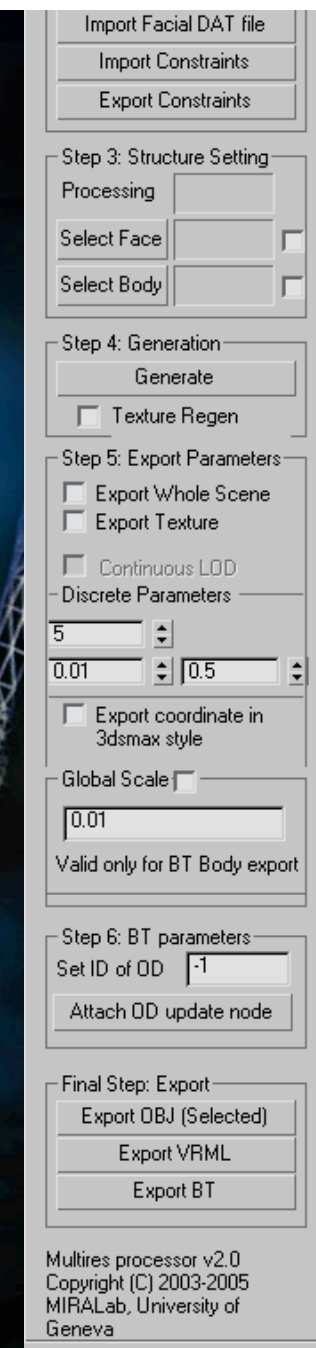 Import Facial DAT file
Import Constraints
Export Constraints
Step 3: Structure Setting
Processing
Select Face
Select Body
Step 4: Generation
Generate
Texture Regen
Step 5: Export Parameters
Export Whole Scene
Export Texture
Continuous LOD
Discrete Parameters
5
0.01 0.5
Export coordinate in
3dsmax style
Global Scale
0.01
Valid only for BT Body export
Step 6: BT parameters
Set ID of OD -1
Attach OD update node
Final Step: Export
Export OBJ (Selected)
Export VRML
Export BT
Multires processor v2.0
Copyright (C) 2003-2005
MIRALab, University of
Geneva